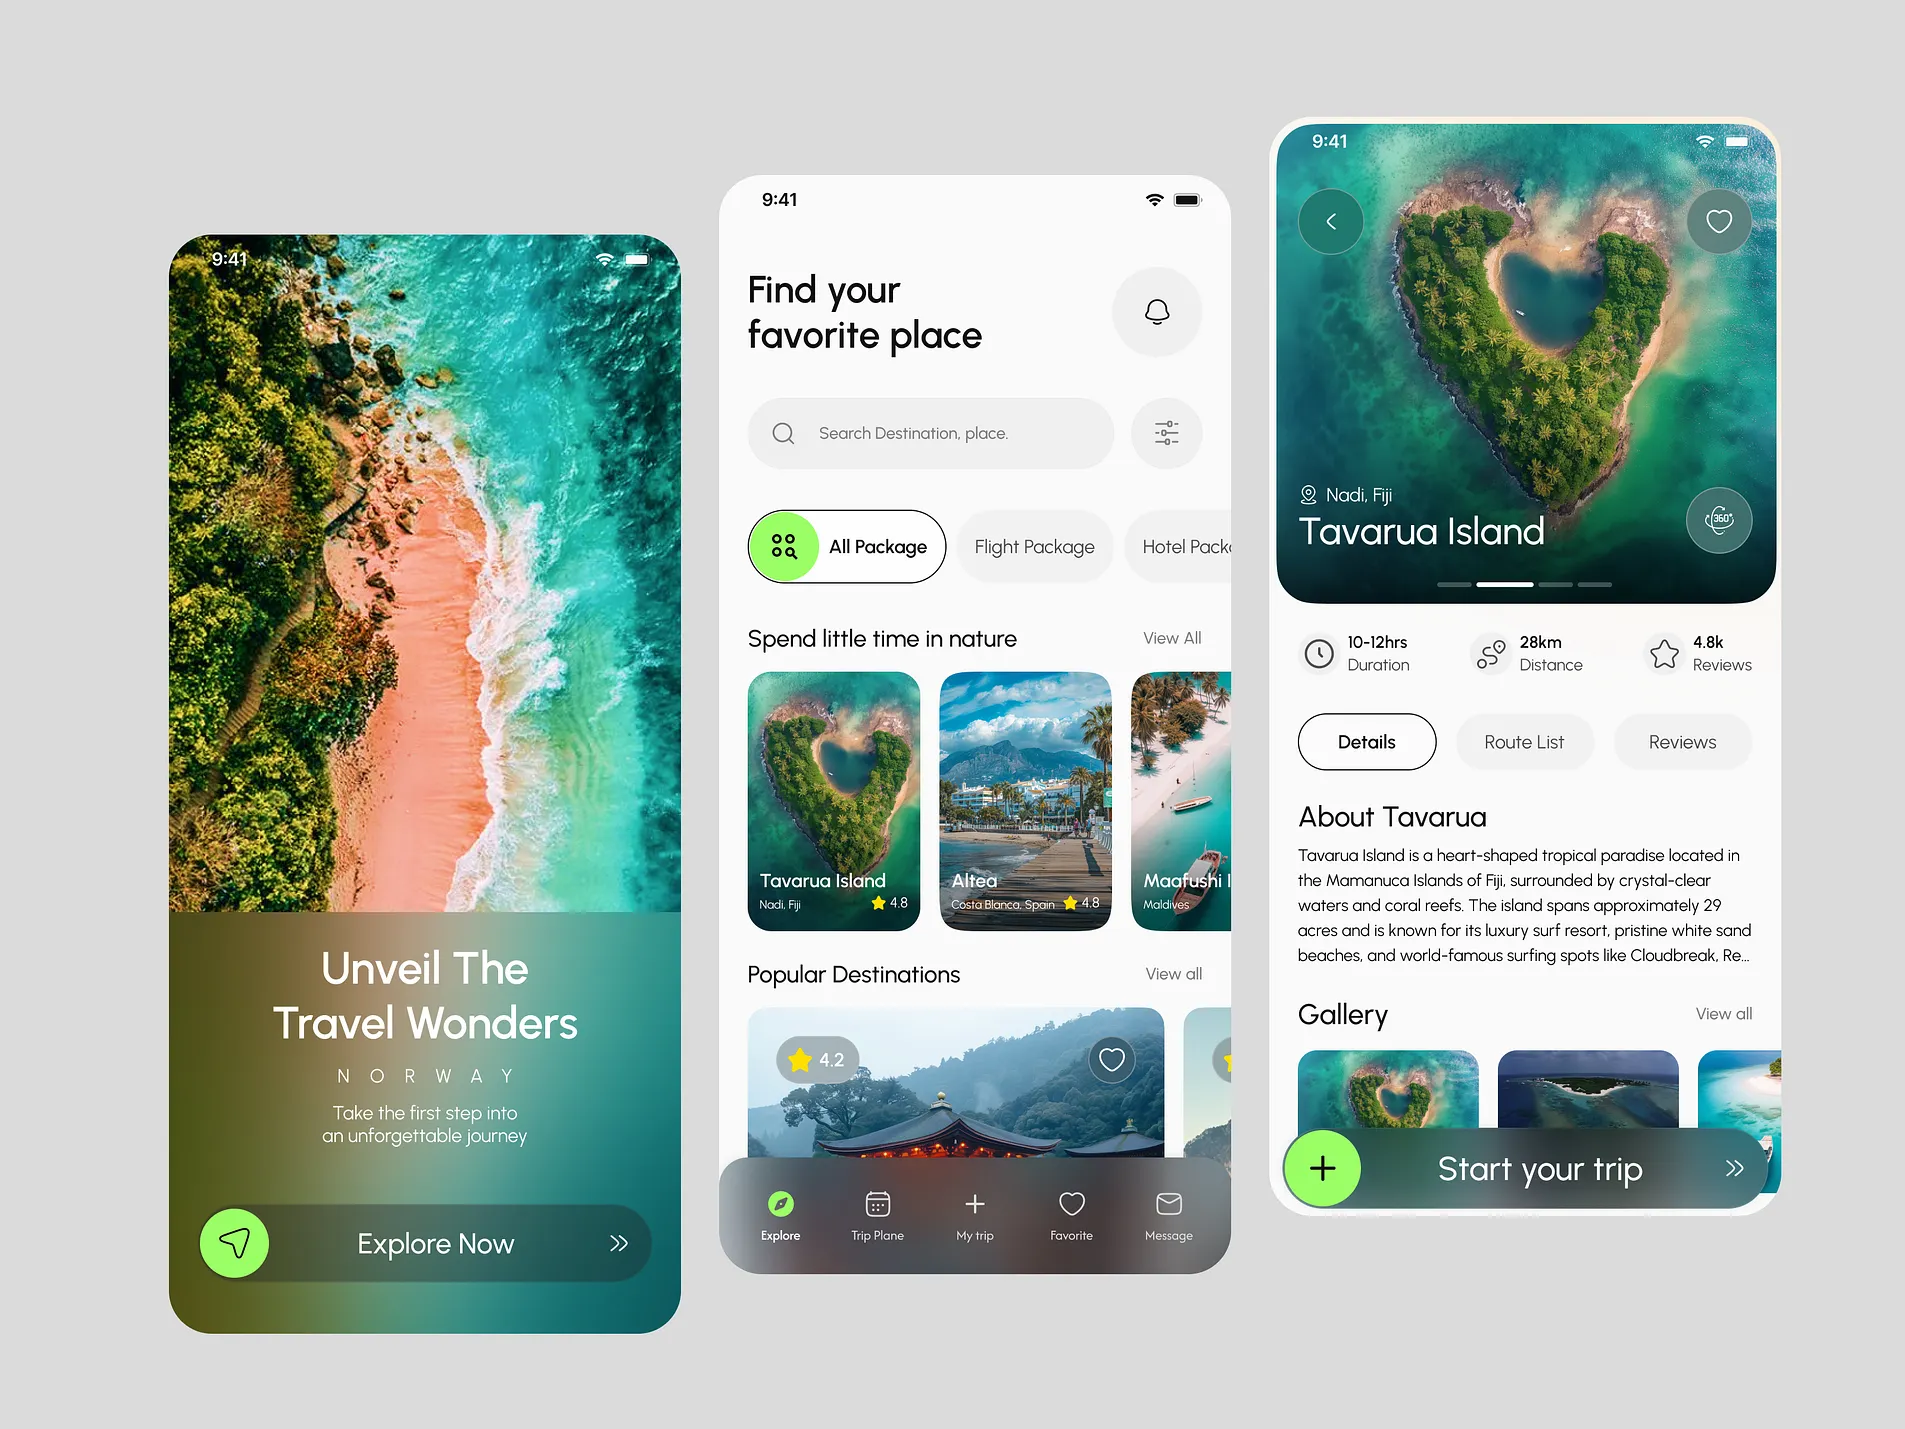 9:41
Unveil The
Travel Wonders
NORWAY
Take the first step into
an unforgettable journey
Explore Now
9:41
Find your
favorite place
Search Destination, place.
All Package
Flight Package
Hotel Pack
Spend little time in nature
View All
Tavarua Island
Nadi, Fiji
4.8
Altea
Costa Blanca, Spain
4.8
Maafushi I
Maldives
Popular Destinations
View all
4.2
Explore
Trip Plane
My trip
Favorite
Message
9:41
Nadi, Fiji
Tavarua Island
360°
10-12hrs
Duration
28km
Distance
4.8k
Reviews
Details
Route List
Reviews
About Tavarua
Tavarua Island is a heart-shaped tropical paradise located in
the Mamanuca Islands of Fiji, surrounded by crystal-clear
waters and coral reefs. The island spans approximately 29
acres and is known for its luxury surf resort, pristine white sand
beaches, and world-famous surfing spots like Cloudbreak, Re...
Gallery
View all
Start your trip